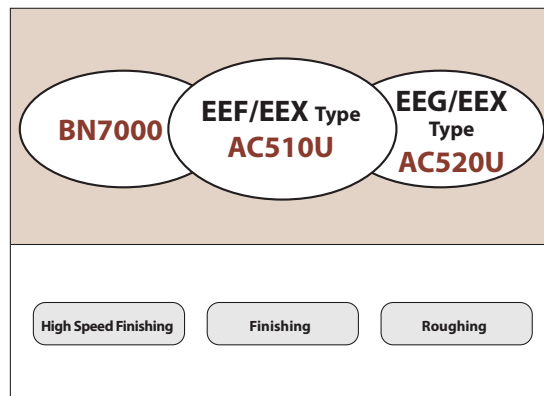 BN7000
EEF/EEX Type
AC510U
EEG/EEX
Type
AC520U
High Speed Finishing
Finishing
Roughing